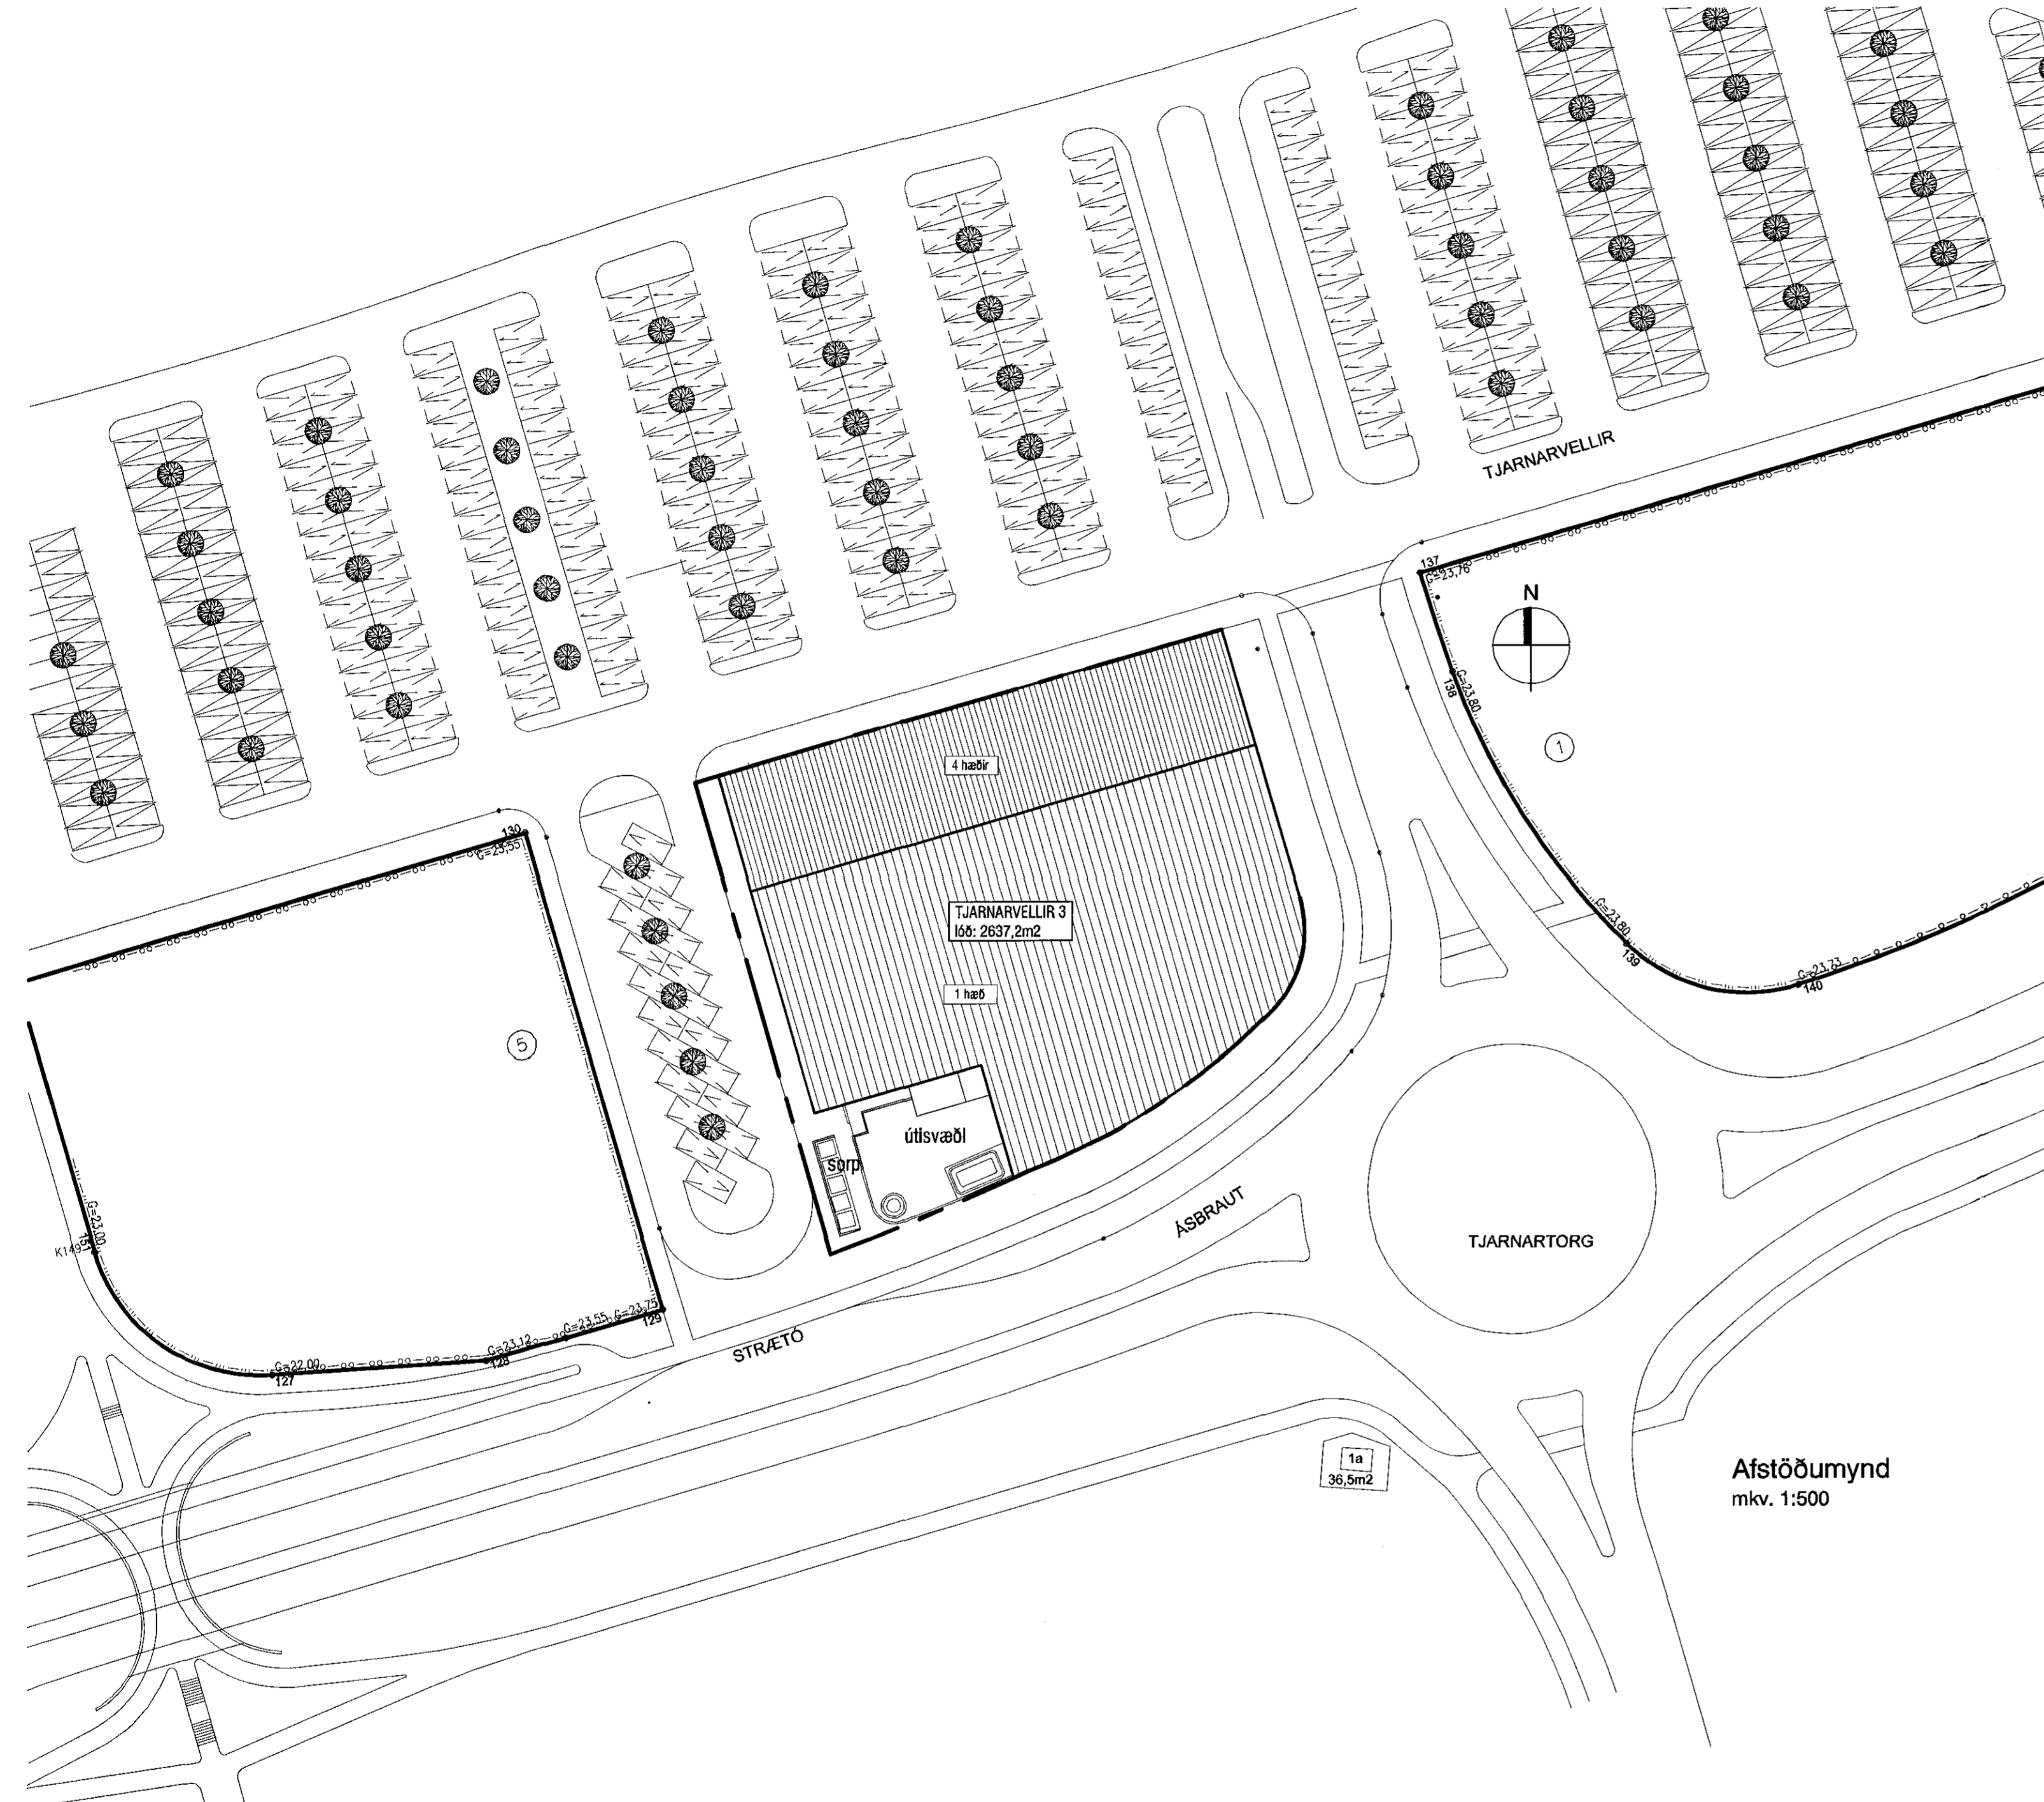 TJARNARVELLIR
137
G=23,76
N
G=23,80
138
1
4 hæðir
130
G=23,55
TJARNARVELLIR 3
lóð: 2637,2m2
G=23,80
139
G=23,73
140
1 hæð
5
útisvæði
sorp
G=23,00
151
K149
ÁSBRAUT
TJARNARTORG
G=23,75
129
G=23,55
G=23,12
128
G=22,00
127
STRÆTÓ
1a
36,5m2
Afstöðumynd
mkv. 1:500